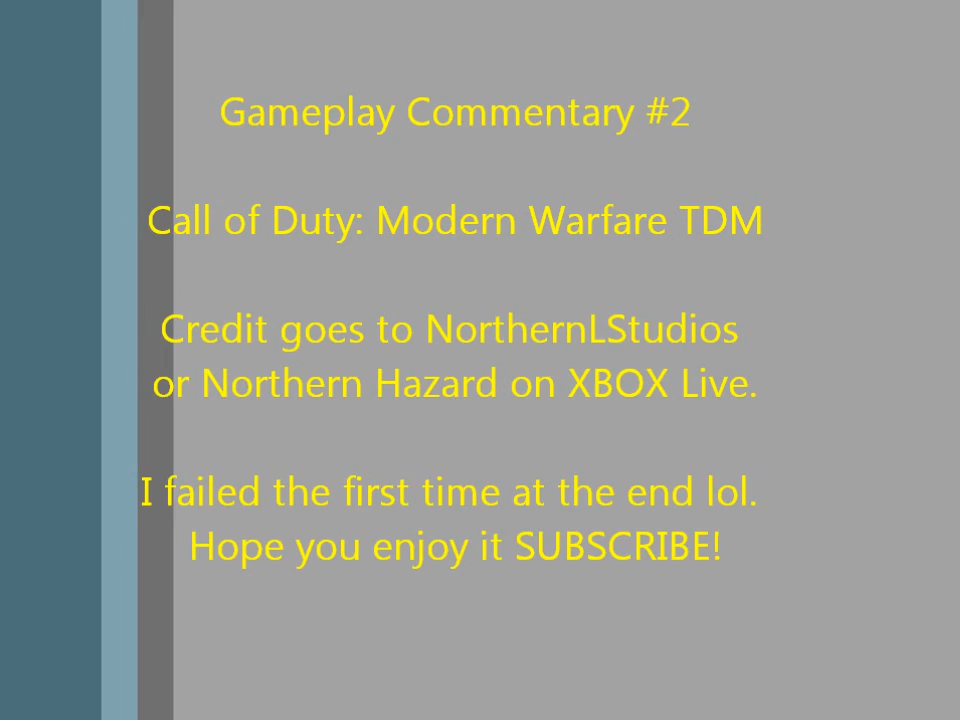 Gameplay Commentary #2
Call of Duty: Modern Warfare TDM
Credit goes to NorthernLStudios
or Northern Hazard on XBOX Live.
I failed the first time at the end lol.
Hope you enjoy it SUBSCRIBE!